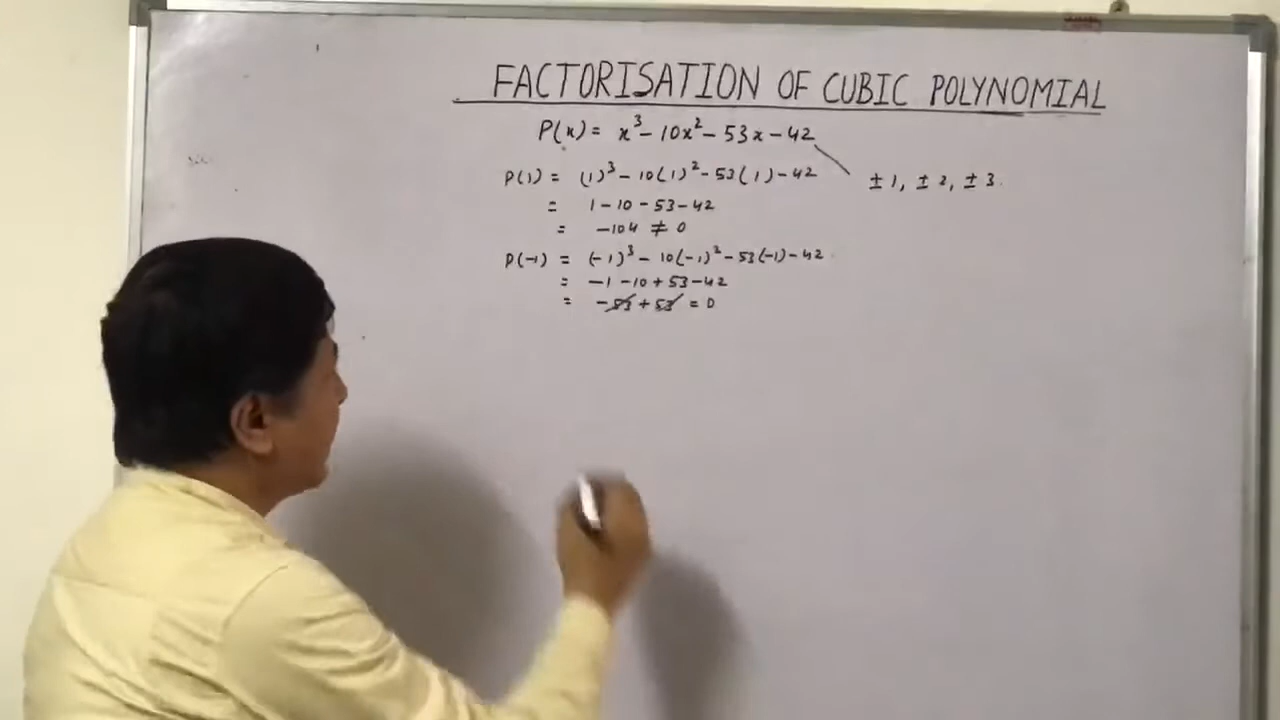 FACTORISATION OF CUBIC POLYNOMIAL
P(x) = x³ - 10x² - 53x - 42
± 1, ± 2, ± 3.
P(1) = (1)³ - 10(1)² - 53(1) - 42
= 1 - 10 - 53 - 42
= -104 ≠ 0
P(-1) = (-1)³ - 10(-1)² - 53(-1) - 42
= -1 - 10 + 53 - 42
= -53 + 53 = 0